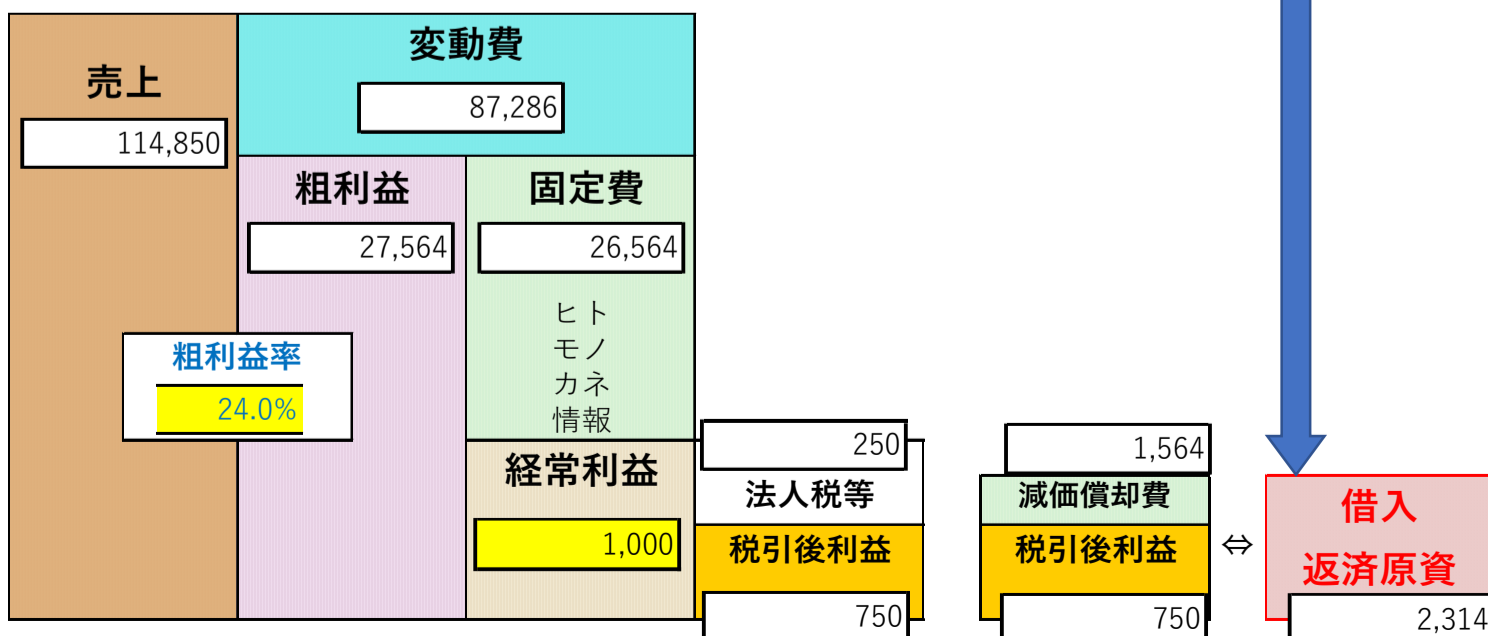 売上
114,850
変動費
87,286
粗利益
27,564
固定費
26,564
ヒト
モノ
カネ
情報
粗利益率
24.0%
経常利益
1,000
250
法人税等
税引後利益
750
1,564
減価償却費
税引後利益
750
⇔
借入
返済原資
2,314